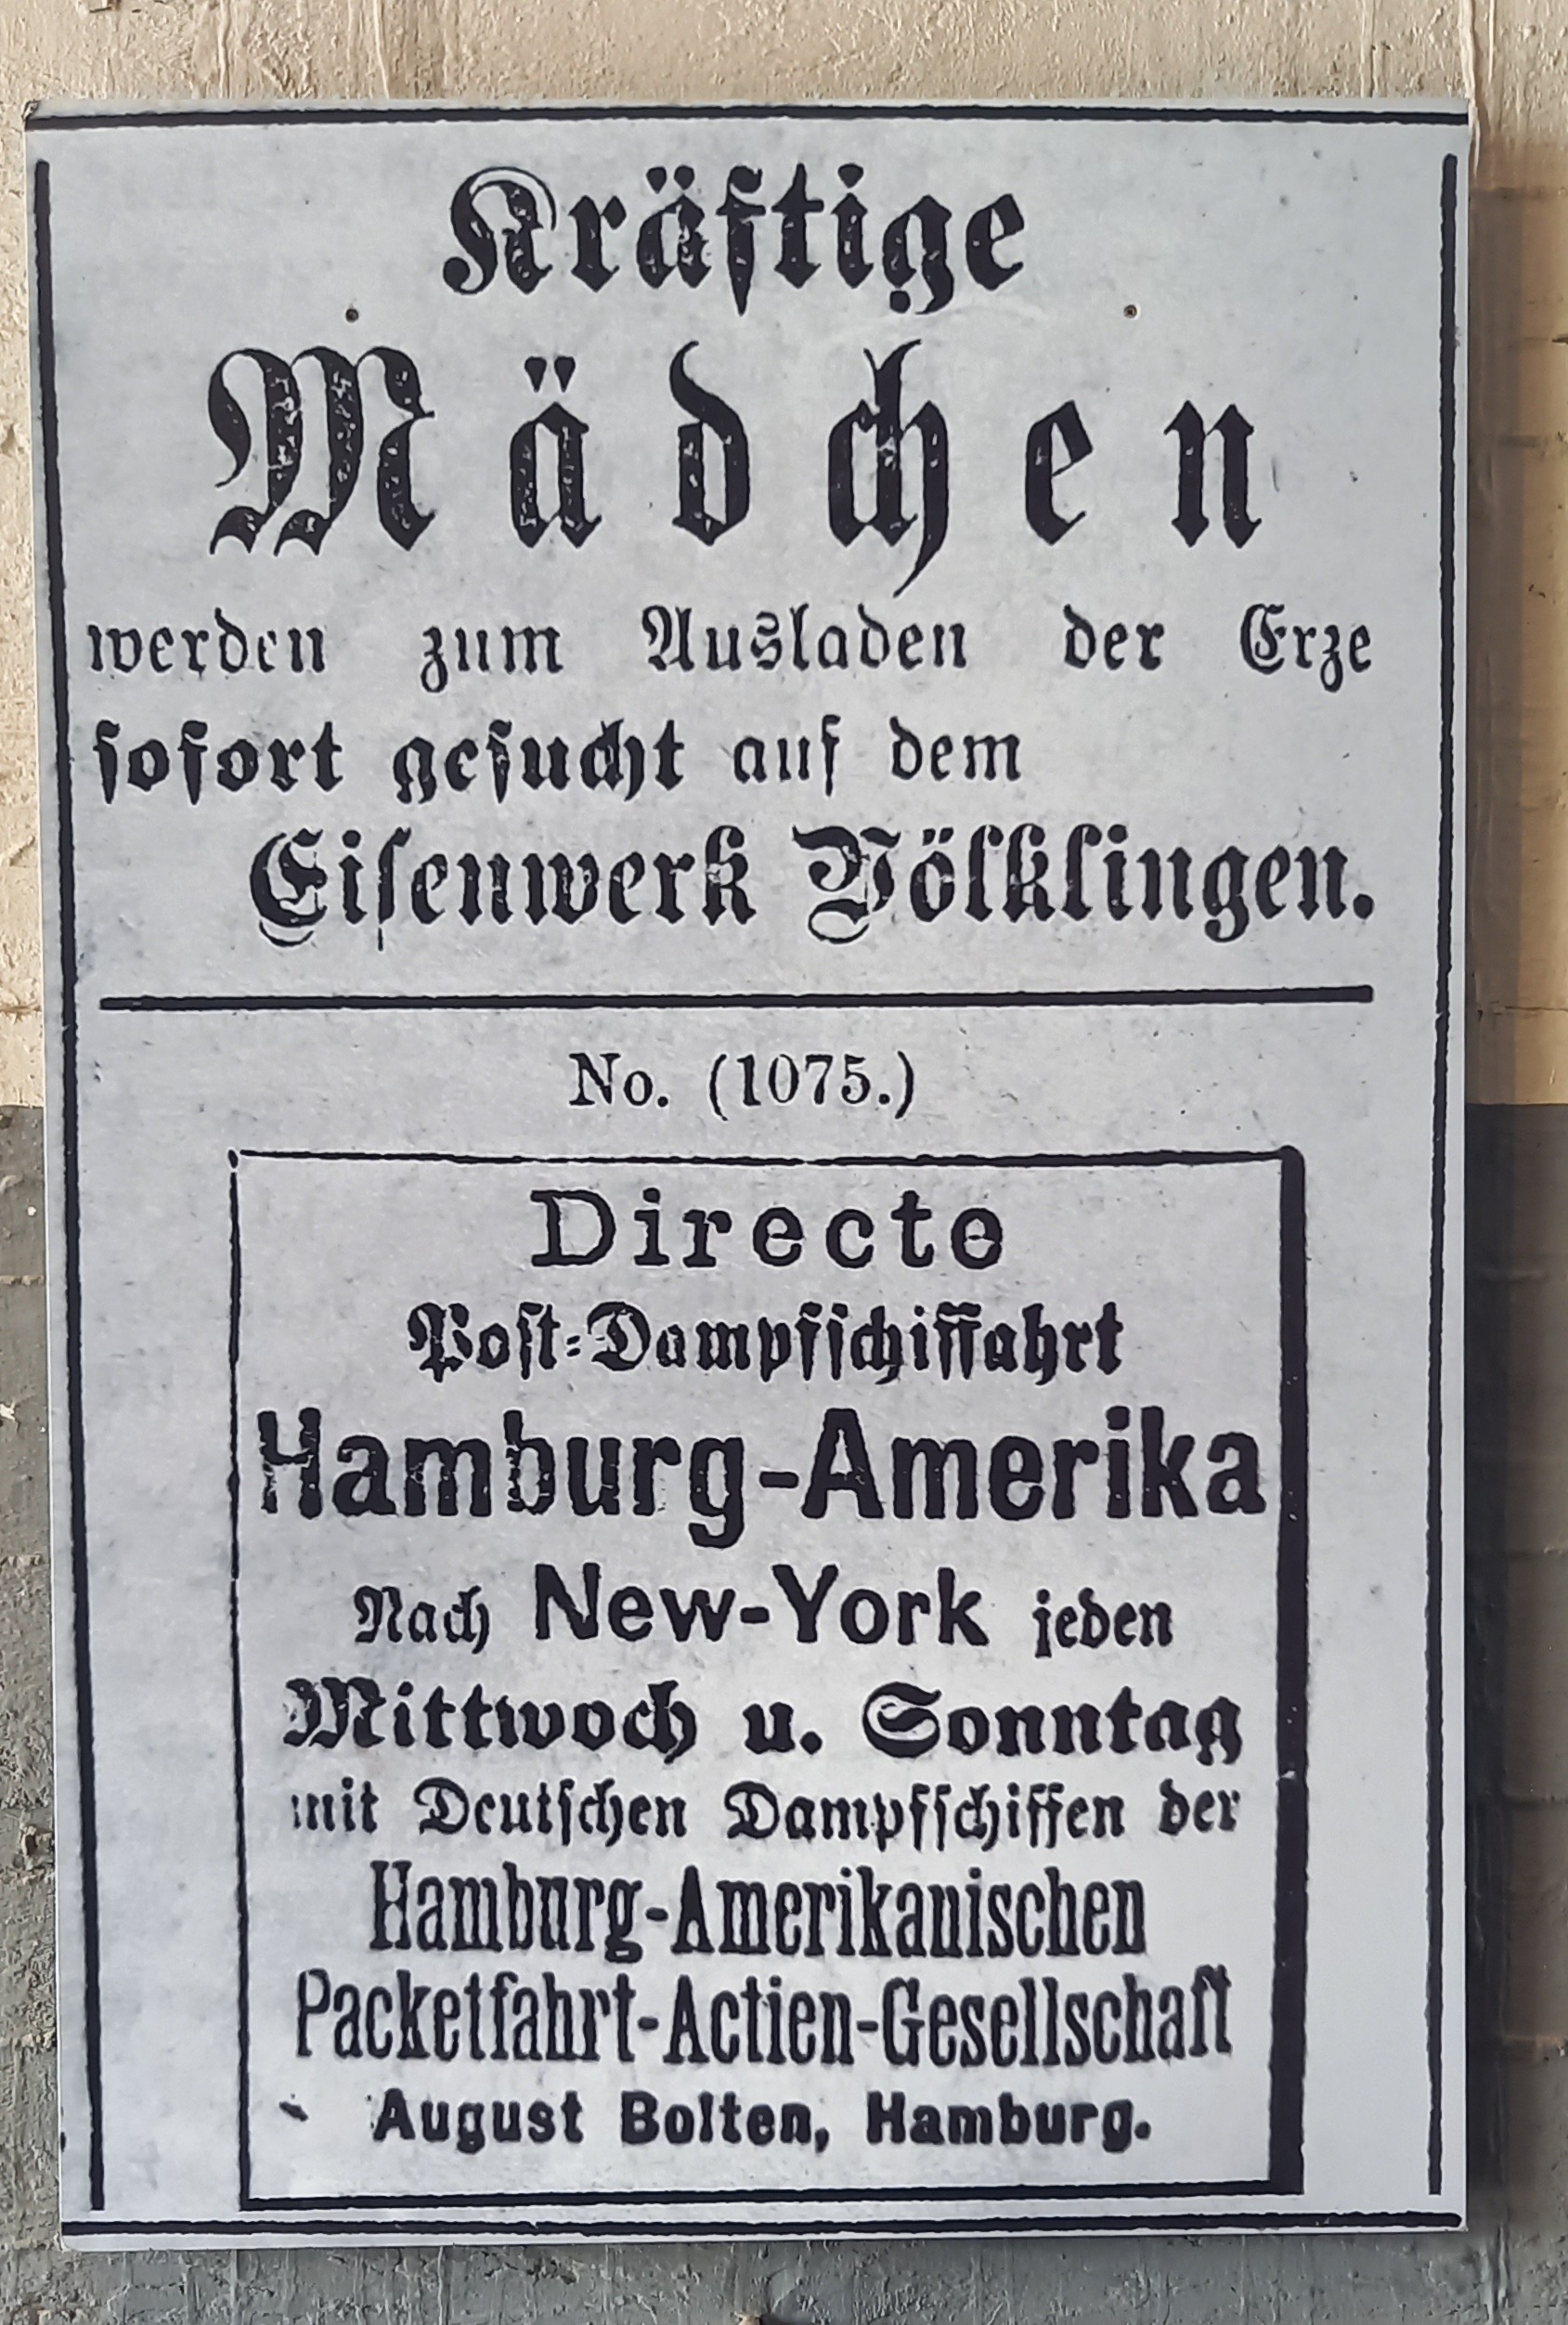 Kräftige
Mädchen
werden zum Ausladen der Erze
sofort gesucht auf dem
Eisenwerk Völklingen.
No. (1075.)
Directe
Post-Dampfschiffahrt
Hamburg-Amerika
Nach New-York jeden
Mittwoch u. Sonntag
mit Deutschen Dampfschiffen der
Hamburg-Amerikanischen
Packetfahrt-Actien-Gesellschaft
August Bolten, Hamburg.